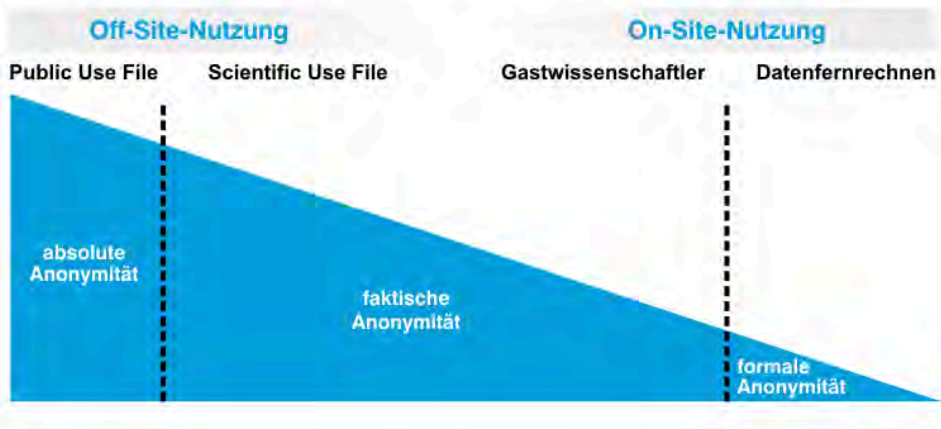 Off-Site-Nutzung On-Site-Nutzung
Public Use File Scientific Use File Gastwissenschaftler Datenfernrechnen
absolute
Anonymität
faktische
Anonymität
formale
Anonymität